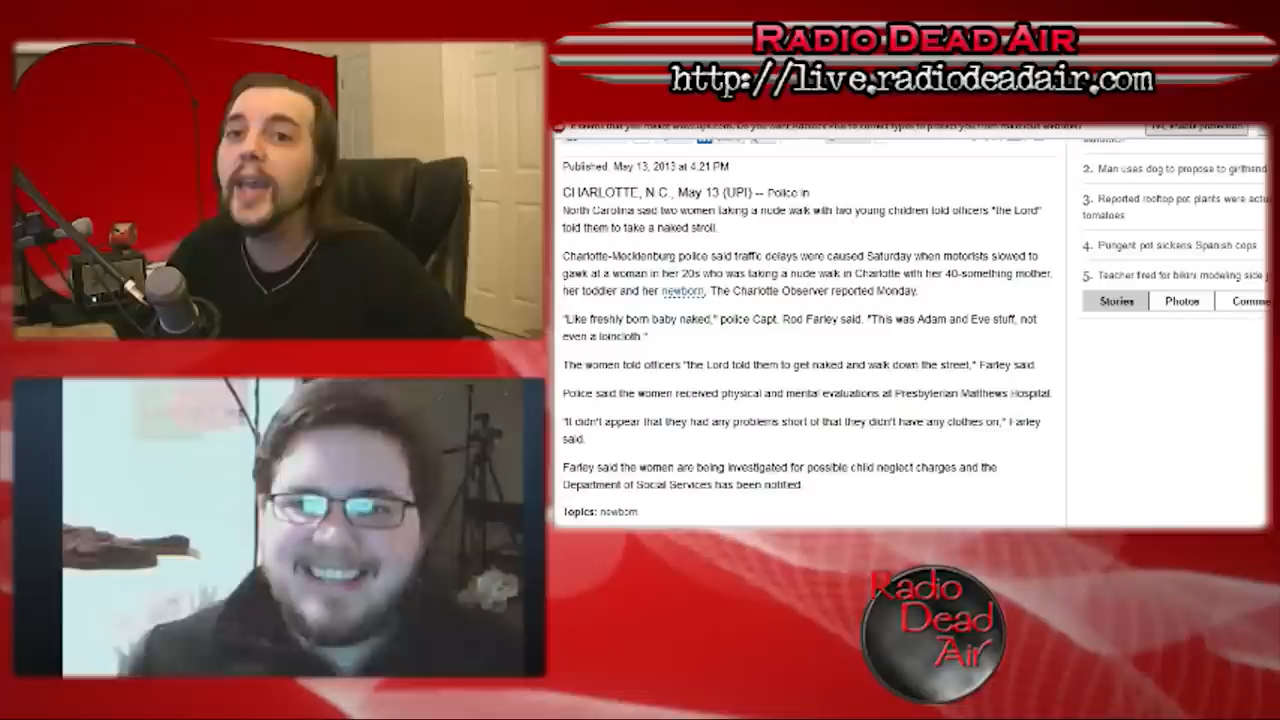 RADIO DEAD AIR
http://live.radiodeadair.com
Published: May 13, 2013 at 4:21 PM
CHARLOTTE, N.C., May 13 (UPI) -- Police in
North Carolina said two women taking a nude walk with two young children told officers "the Lord"
told them to take a naked stroll.
Charlotte-Mecklenburg police said traffic delays were caused Saturday when motorists slowed to
gawk at a woman in her 20s who was taking a nude walk in Charlotte with her 40-something mother,
her toddler and her newborn, The Charlotte Observer reported Monday.
"Like freshly born baby naked," police Capt. Rod Farley said. "This was Adam and Eve stuff, not
even a loincloth."
The women told officers "the Lord told them to get naked and walk down the street," Farley said.
Police said the women received physical and mental evaluations at Presbyterian Matthews Hospital.
"It didn't appear that they had any problems short of that they didn't have any clothes on," Farley
said.
Farley said the women are being investigated for possible child neglect charges and the
Department of Social Services has been notified.
Topics: newborn
2. Man uses dog to propose to girlfriend
3. Reported rooftop pot plants were actu
tomatoes
4. Pungent pot sickens Spanish cops
5. Teacher fired for bikini modeling side j
Stories Photos Comme
Radio
Dead
Air